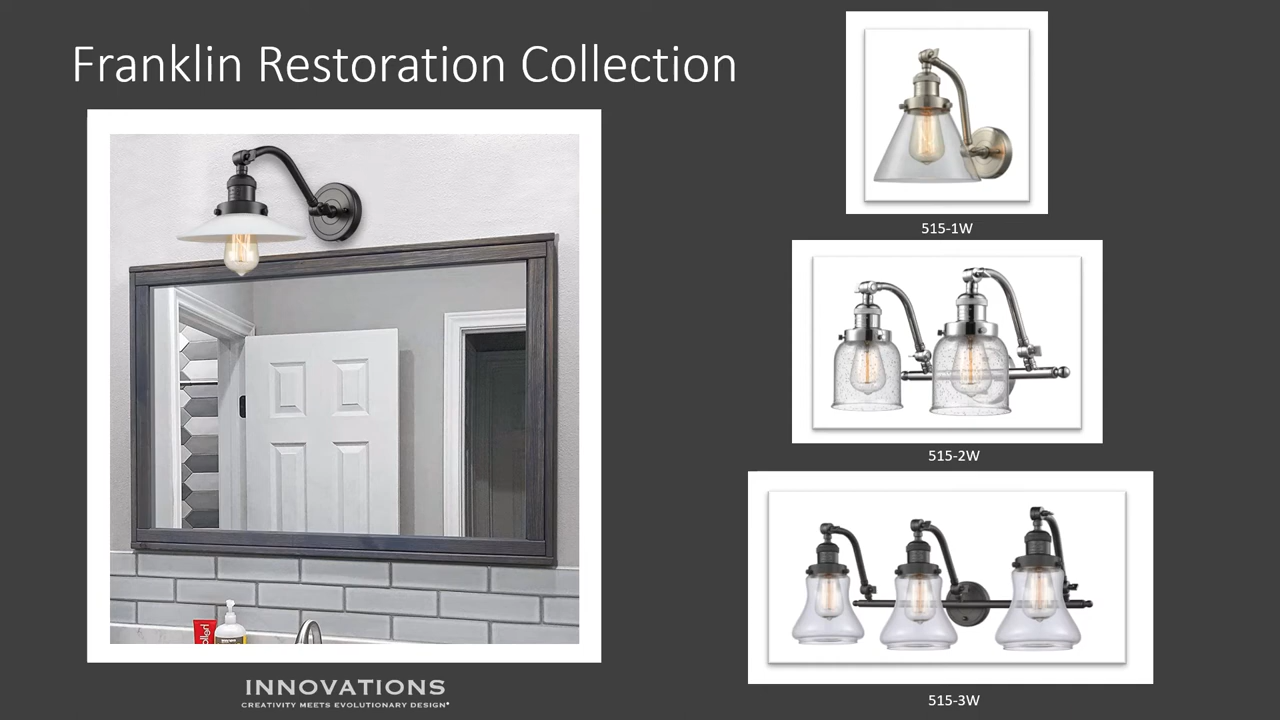 Franklin Restoration Collection
515-1W
515-2W
515-3W
INNOVATIONS
CREATIVITY MEETS EVOLUTIONARY DESIGN®